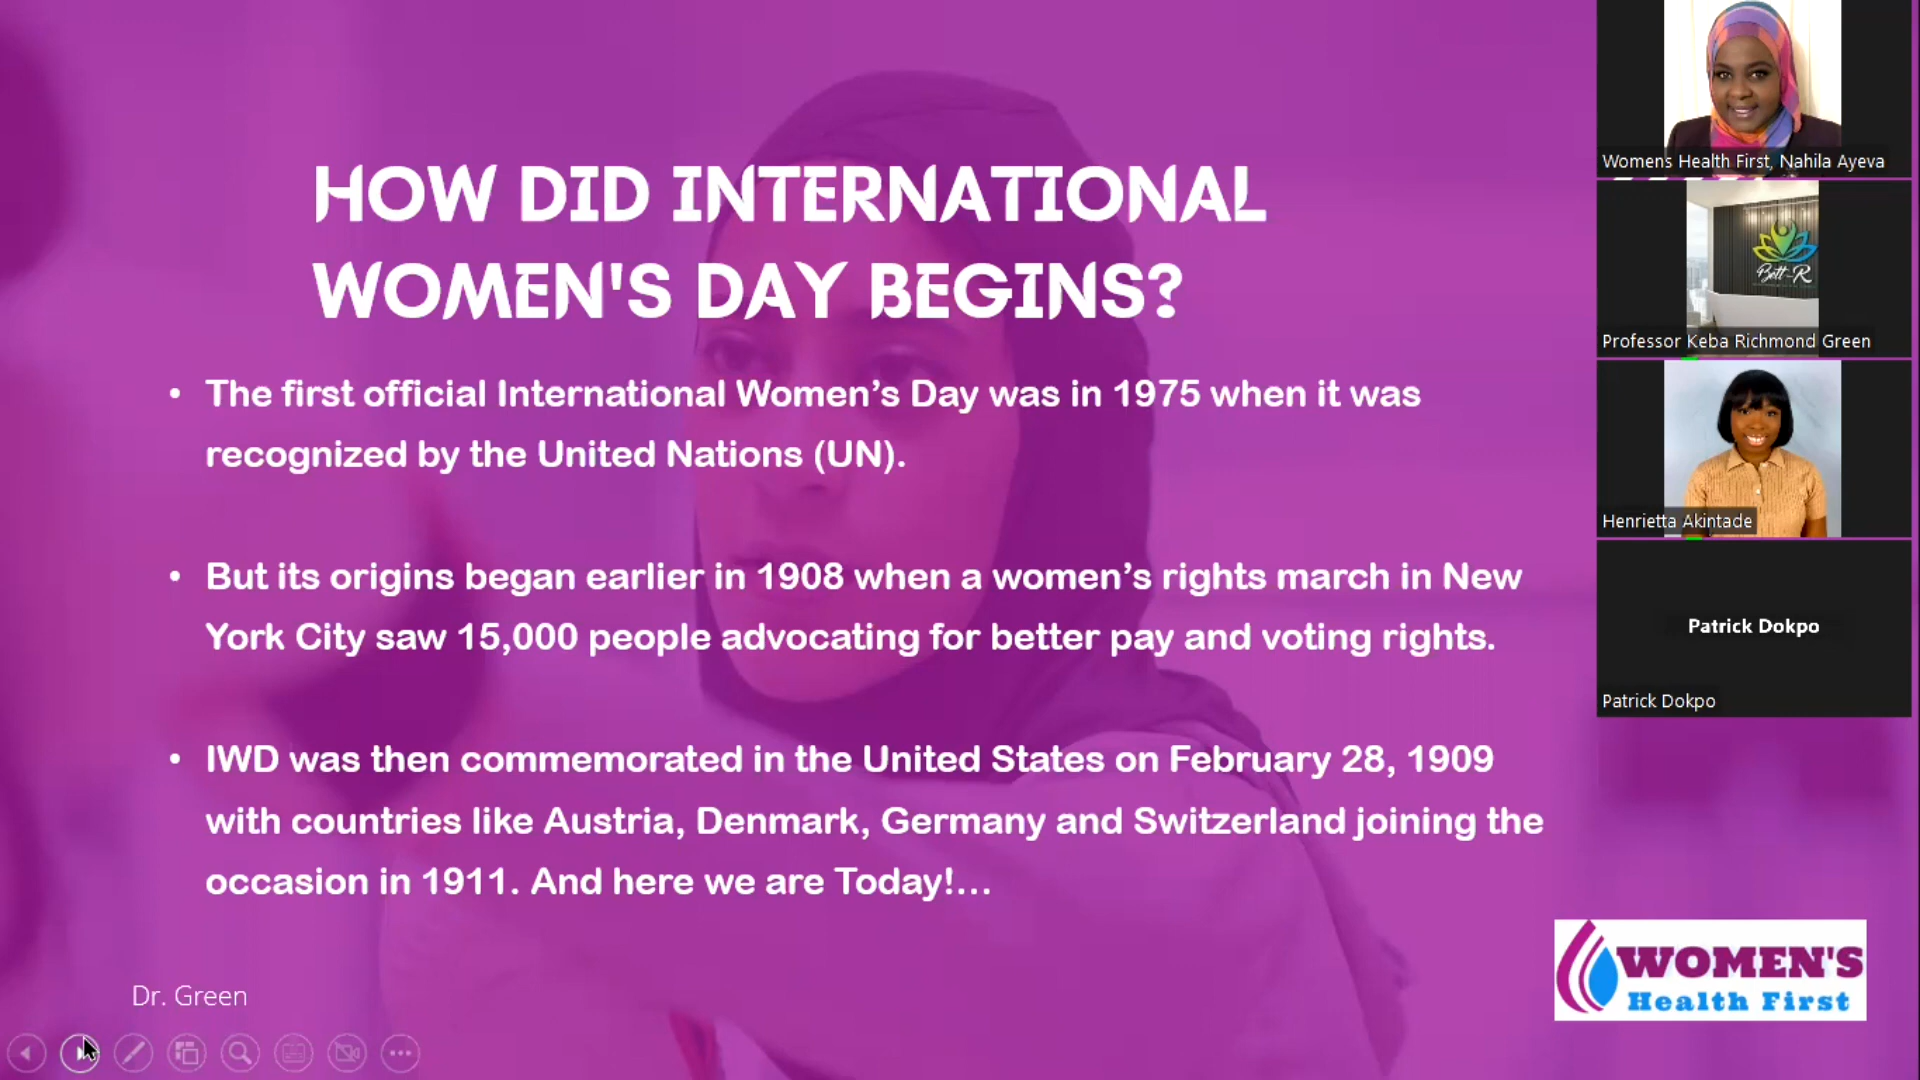 HOW DID INTERNATIONAL
WOMEN'S DAY BEGINS?
• The first official International Women’s Day was in 1975 when it was
recognized by the United Nations (UN).
• But its origins began earlier in 1908 when a women’s rights march in New
York City saw 15,000 people advocating for better pay and voting rights.
• IWD was then commemorated in the United States on February 28, 1909
with countries like Austria, Denmark, Germany and Switzerland joining the
occasion in 1911. And here we are Today!...
Dr. Green
WOMEN'S
Health First
Womens Health First, Nahila Ayeva
Bett-R
Professor Keba Richmond Green
Henrietta Akintade
Patrick Dokpo
Patrick Dokpo